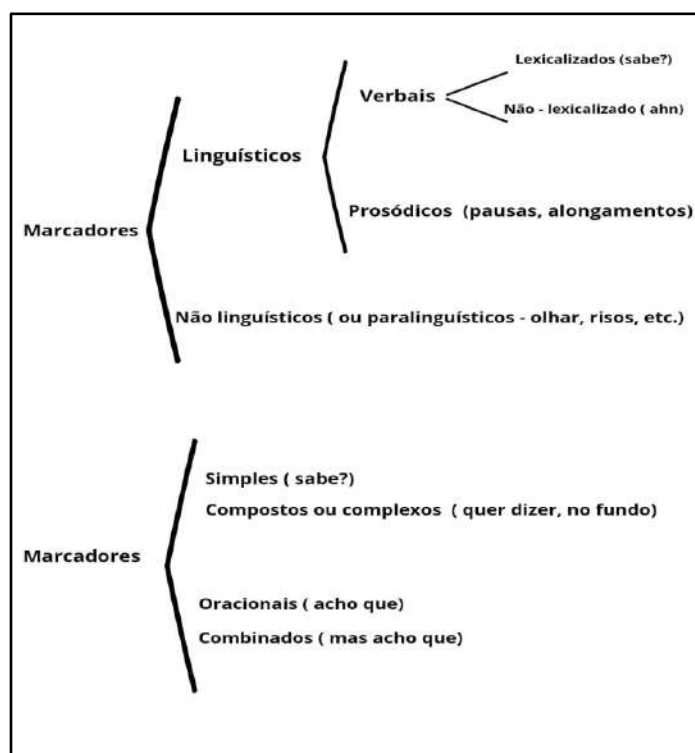 Lexicalizados (sabe?)
Verbais
Não - lexicalizado ( ahn)
Linguísticos
Prosódicos (pausas, alongamentos)
Marcadores
Não linguísticos ( ou paralinguísticos - olhar, risos, etc.)
Simples ( sabe?)
Compostos ou complexos ( quer dizer, no fundo)
Marcadores
Oracionais ( acho que)
Combinados ( mas acho que)